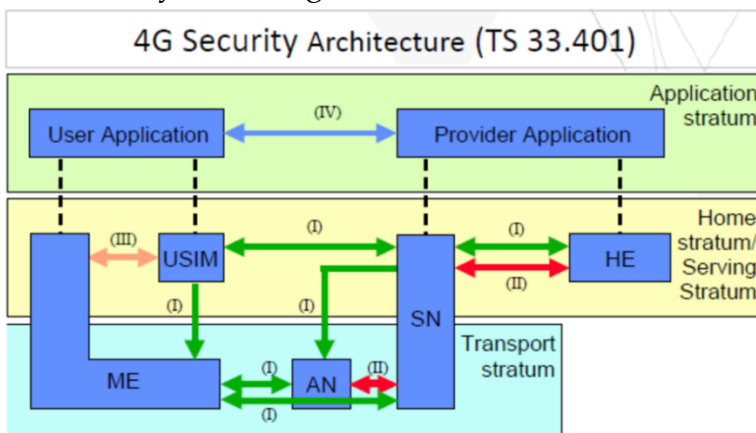 4G Security Architecture (TS 33.401)
Application
stratum
(IV)
User Application
Provider Application
Home
stratum/
Serving
Stratum
(III)
(I)
(I)
USIM
HE
(II)
(I)
(I)
SN
Transport
stratum
ME
(I)
AN
(II)
(I)